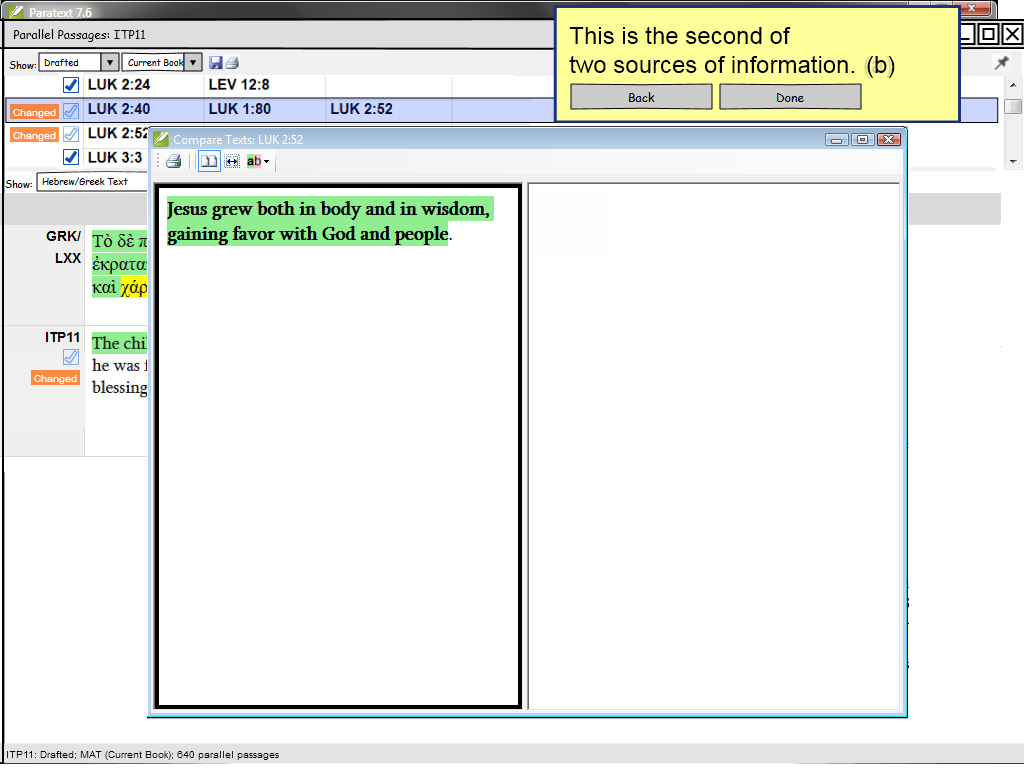 Paratext 7.6
Parallel Passages: ITP11
This is the second of
two sources of information. (b)
Back Done
Show: Drafted Current Book
LUK 2:24 LEV 12:8
Changed LUK 2:40 LUK 1:80 LUK 2:52
Changed LUK 2:52
LUK 3:3
Show: Hebrew/Greek Text
Compare Texts: LUK 2:52
ab
Jesus grew both in body and in wisdom,
gaining favor with God and people.
GRK/
LXX
Τὸ δὲ
καὶ
ITP11
Changed
The
he was
blessing
ITP11: Drafted; MAT (Current Book); 640 parallel passages